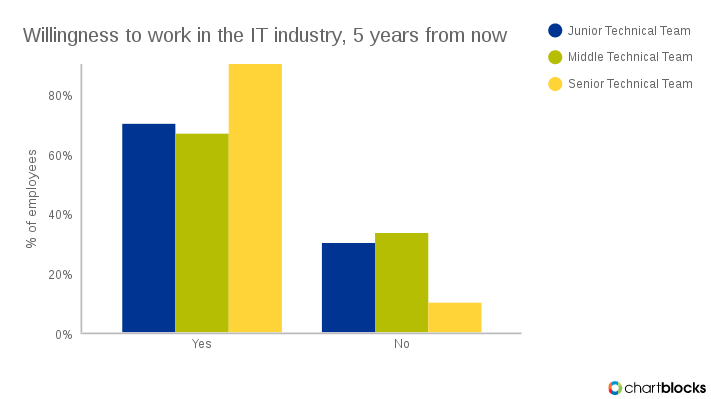 Willingness to work in the IT industry, 5 years from now
Junior Technical Team
Middle Technical Team
Senior Technical Team
% of employees
80%
60%
40%
20%
0%
Yes
No
chartblocks